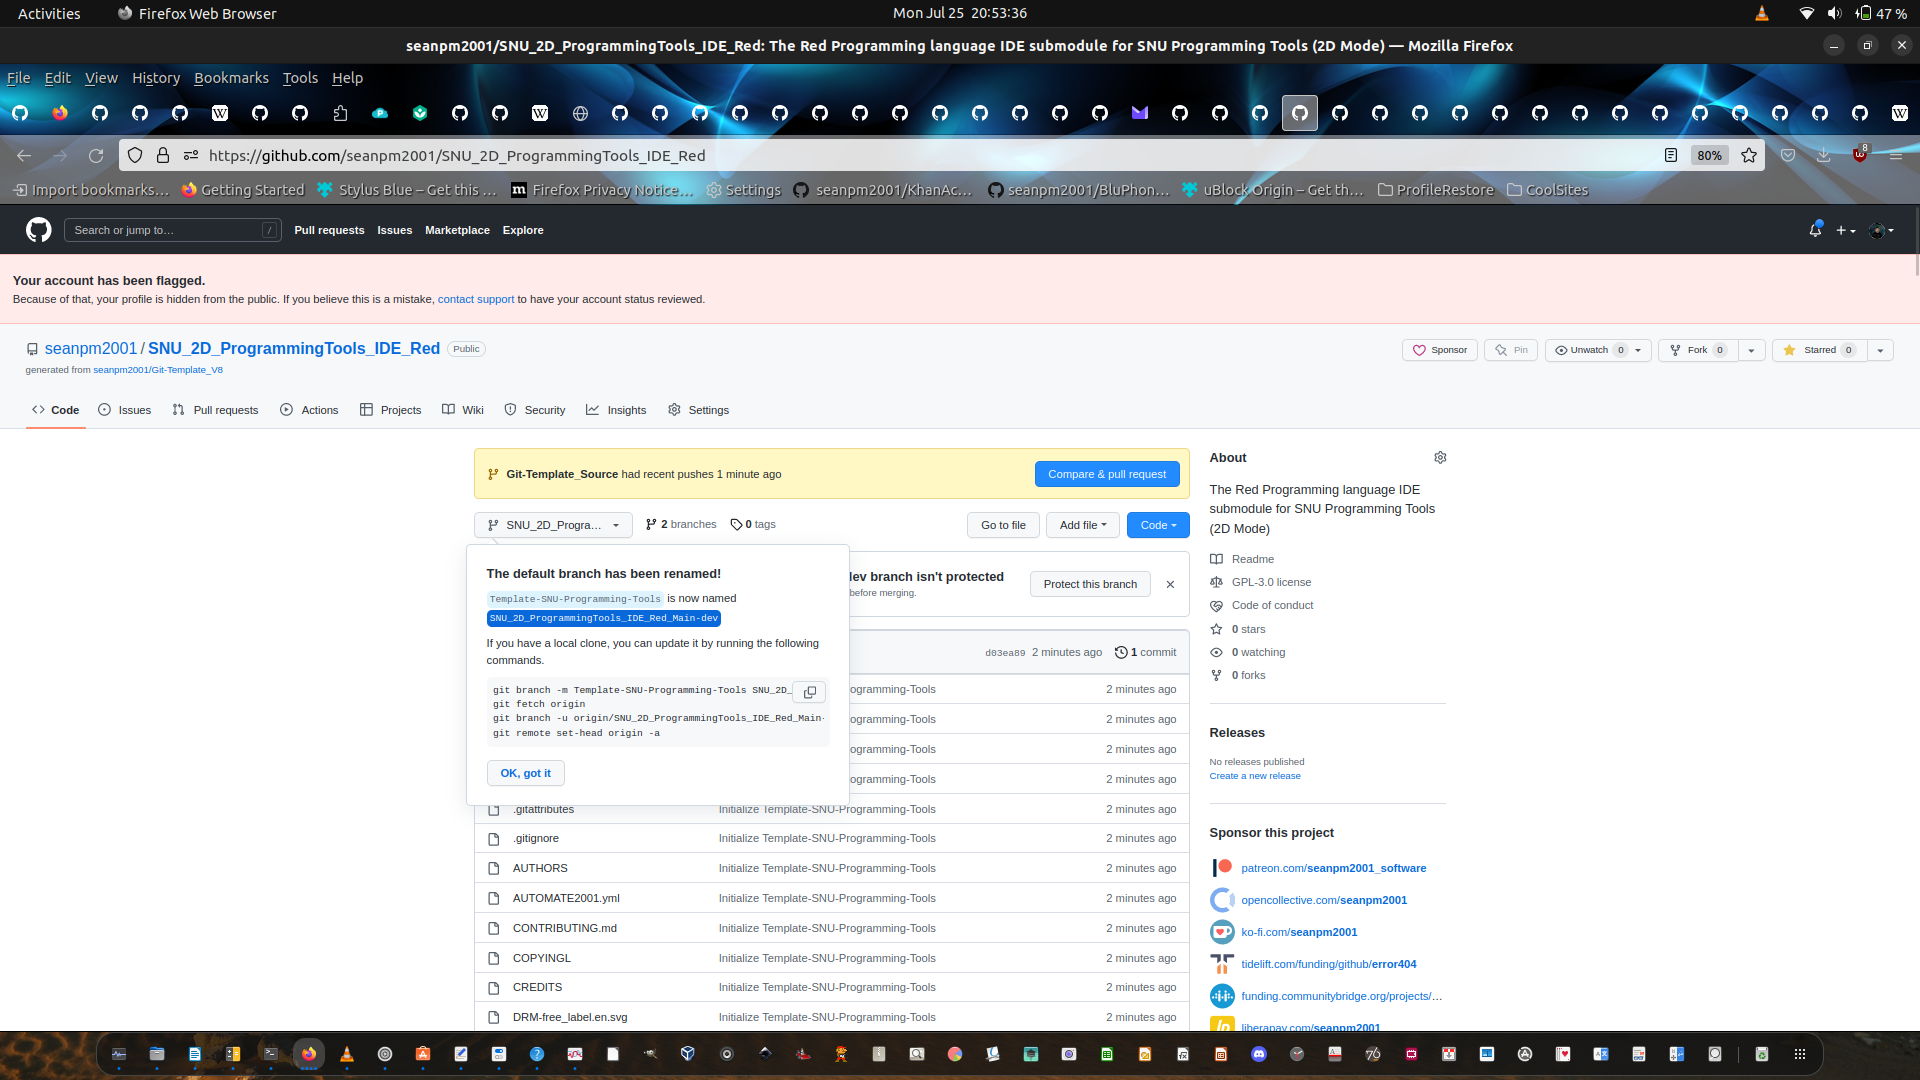 Activities
Firefox Web Browser
Mon Jul 25  20:53:36
47 %
seanpm2001/SNU_2D_ProgrammingTools_IDE_Red: The Red Programming language IDE submodule for SNU Programming Tools (2D Mode) — Mozilla Firefox
File Edit View History Bookmarks Tools Help
https://github.com/seanpm2001/SNU_2D_ProgrammingTools_IDE_Red
80%
8
Import bookmarks…
Getting Started
Stylus Blue – Get this …
Firefox Privacy Notice…
Settings
seanpm2001/KhanAc…
seanpm2001/BluPhon…
uBlock Origin – Get th…
ProfileRestore
CoolSites
Search or jump to…
/
Pull requests Issues Marketplace Explore
Your account has been flagged.
Because of that, your profile is hidden from the public. If you believe this is a mistake, contact support to have your account status reviewed.
seanpm2001 / SNU_2D_ProgrammingTools_IDE_Red Public
generated from seanpm2001/Git-Template_V8
Sponsor
Pin
Unwatch 0
Fork 0
Starred 0
Code Issues Pull requests Actions Projects Wiki Security Insights Settings
Git-Template_Source had recent pushes 1 minute ago
Compare & pull request
SNU_2D_Progra…
2 branches
0 tags
Go to file
Add file
Code
The default branch has been renamed!
Template-SNU-Programming-Tools is now named
SNU_2D_ProgrammingTools_IDE_Red_Main-dev
If you have a local clone, you can update it by running the following
commands.
git branch -m Template-SNU-Programming-Tools SNU_2D_
git fetch origin
git branch -u origin/SNU_2D_ProgrammingTools_IDE_Red_Main-
git remote set-head origin -a
OK, got it
lev branch isn't protected
before merging.
Protect this branch
d03ea89 2 minutes ago 1 commit
ogramming-Tools 2 minutes ago
ogramming-Tools 2 minutes ago
ogramming-Tools 2 minutes ago
ogramming-Tools 2 minutes ago
.gitattributes Initialize Template-SNU-Programming-Tools 2 minutes ago
.gitignore Initialize Template-SNU-Programming-Tools 2 minutes ago
AUTHORS Initialize Template-SNU-Programming-Tools 2 minutes ago
AUTOMATE2001.yml Initialize Template-SNU-Programming-Tools 2 minutes ago
CONTRIBUTING.md Initialize Template-SNU-Programming-Tools 2 minutes ago
COPYINGL Initialize Template-SNU-Programming-Tools 2 minutes ago
CREDITS Initialize Template-SNU-Programming-Tools 2 minutes ago
DRM-free_label.en.svg Initialize Template-SNU-Programming-Tools 2 minutes ago
About
The Red Programming language IDE
submodule for SNU Programming Tools
(2D Mode)
Readme
GPL-3.0 license
Code of conduct
0 stars
0 watching
0 forks
Releases
No releases published
Create a new release
Sponsor this project
patreon.com/seanpm2001_software
opencollective.com/seanpm2001
ko-fi.com/seanpm2001
tidelift.com/funding/github/error404
funding.communitybridge.org/projects/…
liberapay.com/seanpm2001